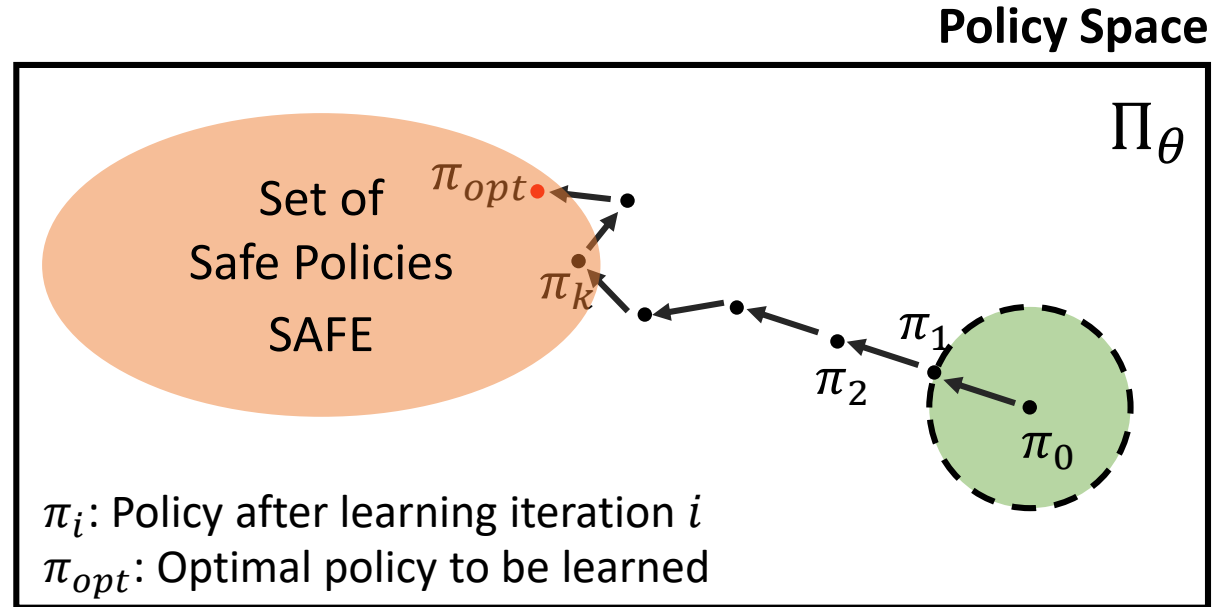 Policy Space
Π_θ
π_opt
Set of
Safe Policies
SAFE
π_k
π_1
π_2
π_0
π_i: Policy after learning iteration i
π_opt: Optimal policy to be learned